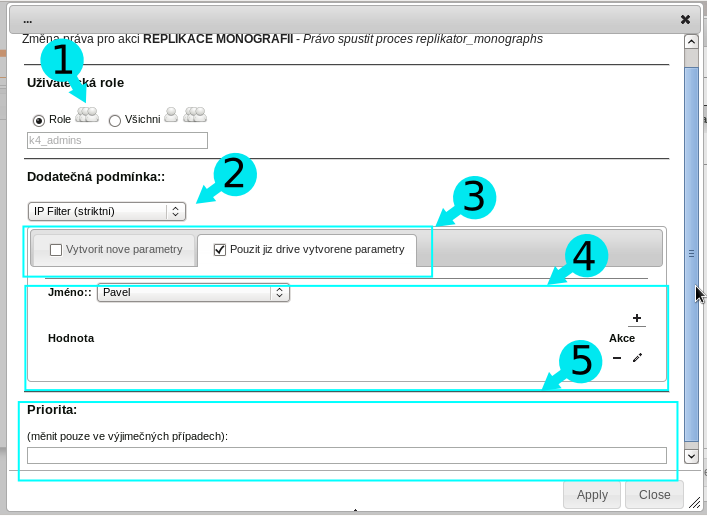 ...
Změna práva pro akci REPLIKACE MONOGRAFII - Právo spustit proces replikator_monographs
1
Uživatelská role
Role Všichni
k4_admins
2
Dodatečná podmínka::
3
IP Filter (striktní)
Vytvorit nove parametry Pouzit jiz drive vytvorene parametry
4
Jméno:: Pavel
+
Hodnota Akce
5
Priorita:
(měnit pouze ve výjimečných případech):
Apply Close